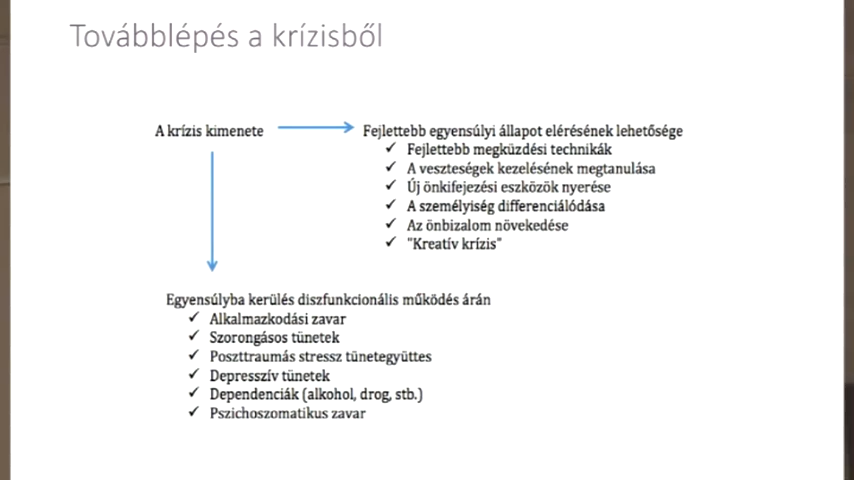 Továbblépés a krízisből
A krízis kimenete
Fejlettebb egyensúlyi állapot elérésének lehetősége
✓ Fejlettebb megküzdési technikák
✓ A veszteségek kezelésének megtanulása
✓ Új önkifejezési eszközök nyerése
✓ A személyiség differenciálódása
✓ Az önbizalom növekedése
✓ "Kreatív krízis"
Egyensúlyba kerülés diszfunkcionális működés árán
✓ Alkalmazkodási zavar
✓ Szorongásos tünetek
✓ Poszttraumás stressz tünetegyüttes
✓ Depresszív tünetek
✓ Dependenciák (alkohol, drog, stb.)
✓ Pszichoszomatikus zavar